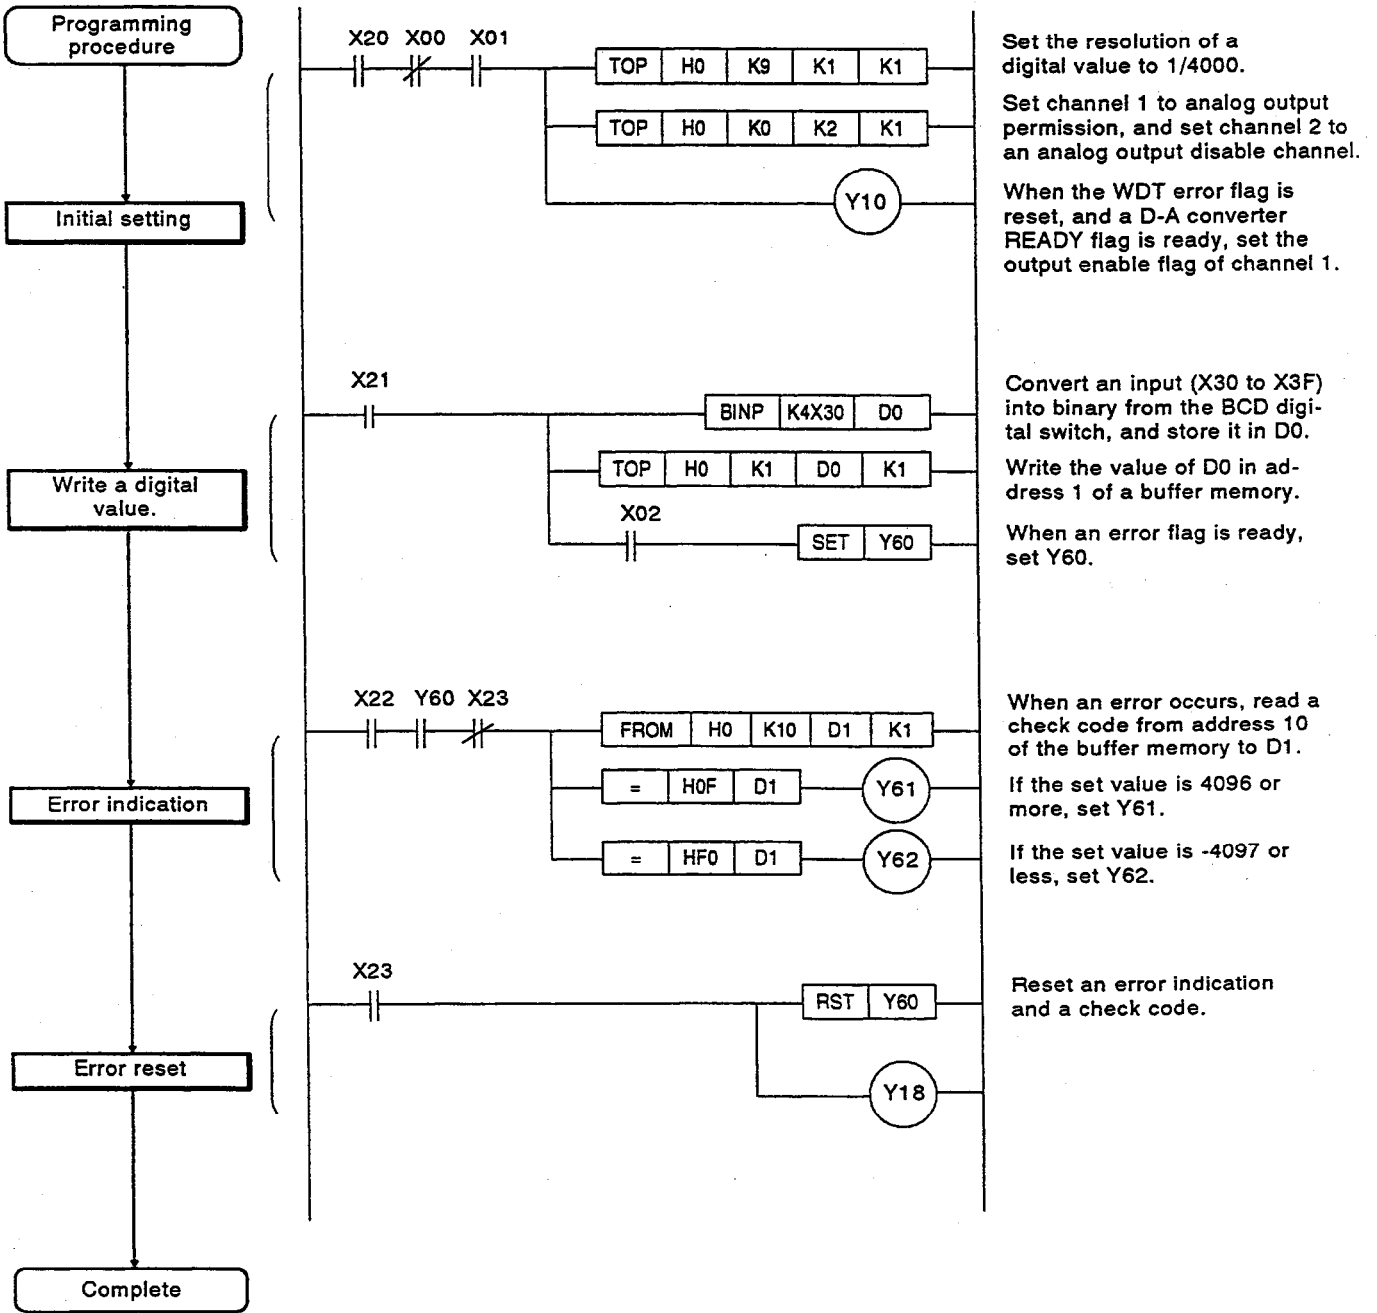 Programming
procedure
X20 X00 X01
TOP H0 K9 K1 K1
Set the resolution of a
digital value to 1/4000.
TOP H0 K0 K2 K1
Set channel 1 to analog output
permission, and set channel 2 to
an analog output disable channel.
Initial setting
Y10
When the WDT error flag is
reset, and a D-A converter
READY flag is ready, set the
output enable flag of channel 1.
X21
BINP K4X30 D0
Convert an input (X30 to X3F)
into binary from the BCD digi-
tal switch, and store it in D0.
Write a digital
value.
TOP H0 K1 D0 K1
Write the value of D0 in ad-
dress 1 of a buffer memory.
X02
SET Y60
When an error flag is ready,
set Y60.
X22 Y60 X23
FROM H0 K10 D1 K1
When an error occurs, read a
check code from address 10
of the buffer memory to D1.
Error indication
= H0F D1 Y61
If the set value is 4096 or
more, set Y61.
= HF0 D1 Y62
If the set value is -4097 or
less, set Y62.
X23
RST Y60
Reset an error indication
and a check code.
Error reset
Y18
Complete